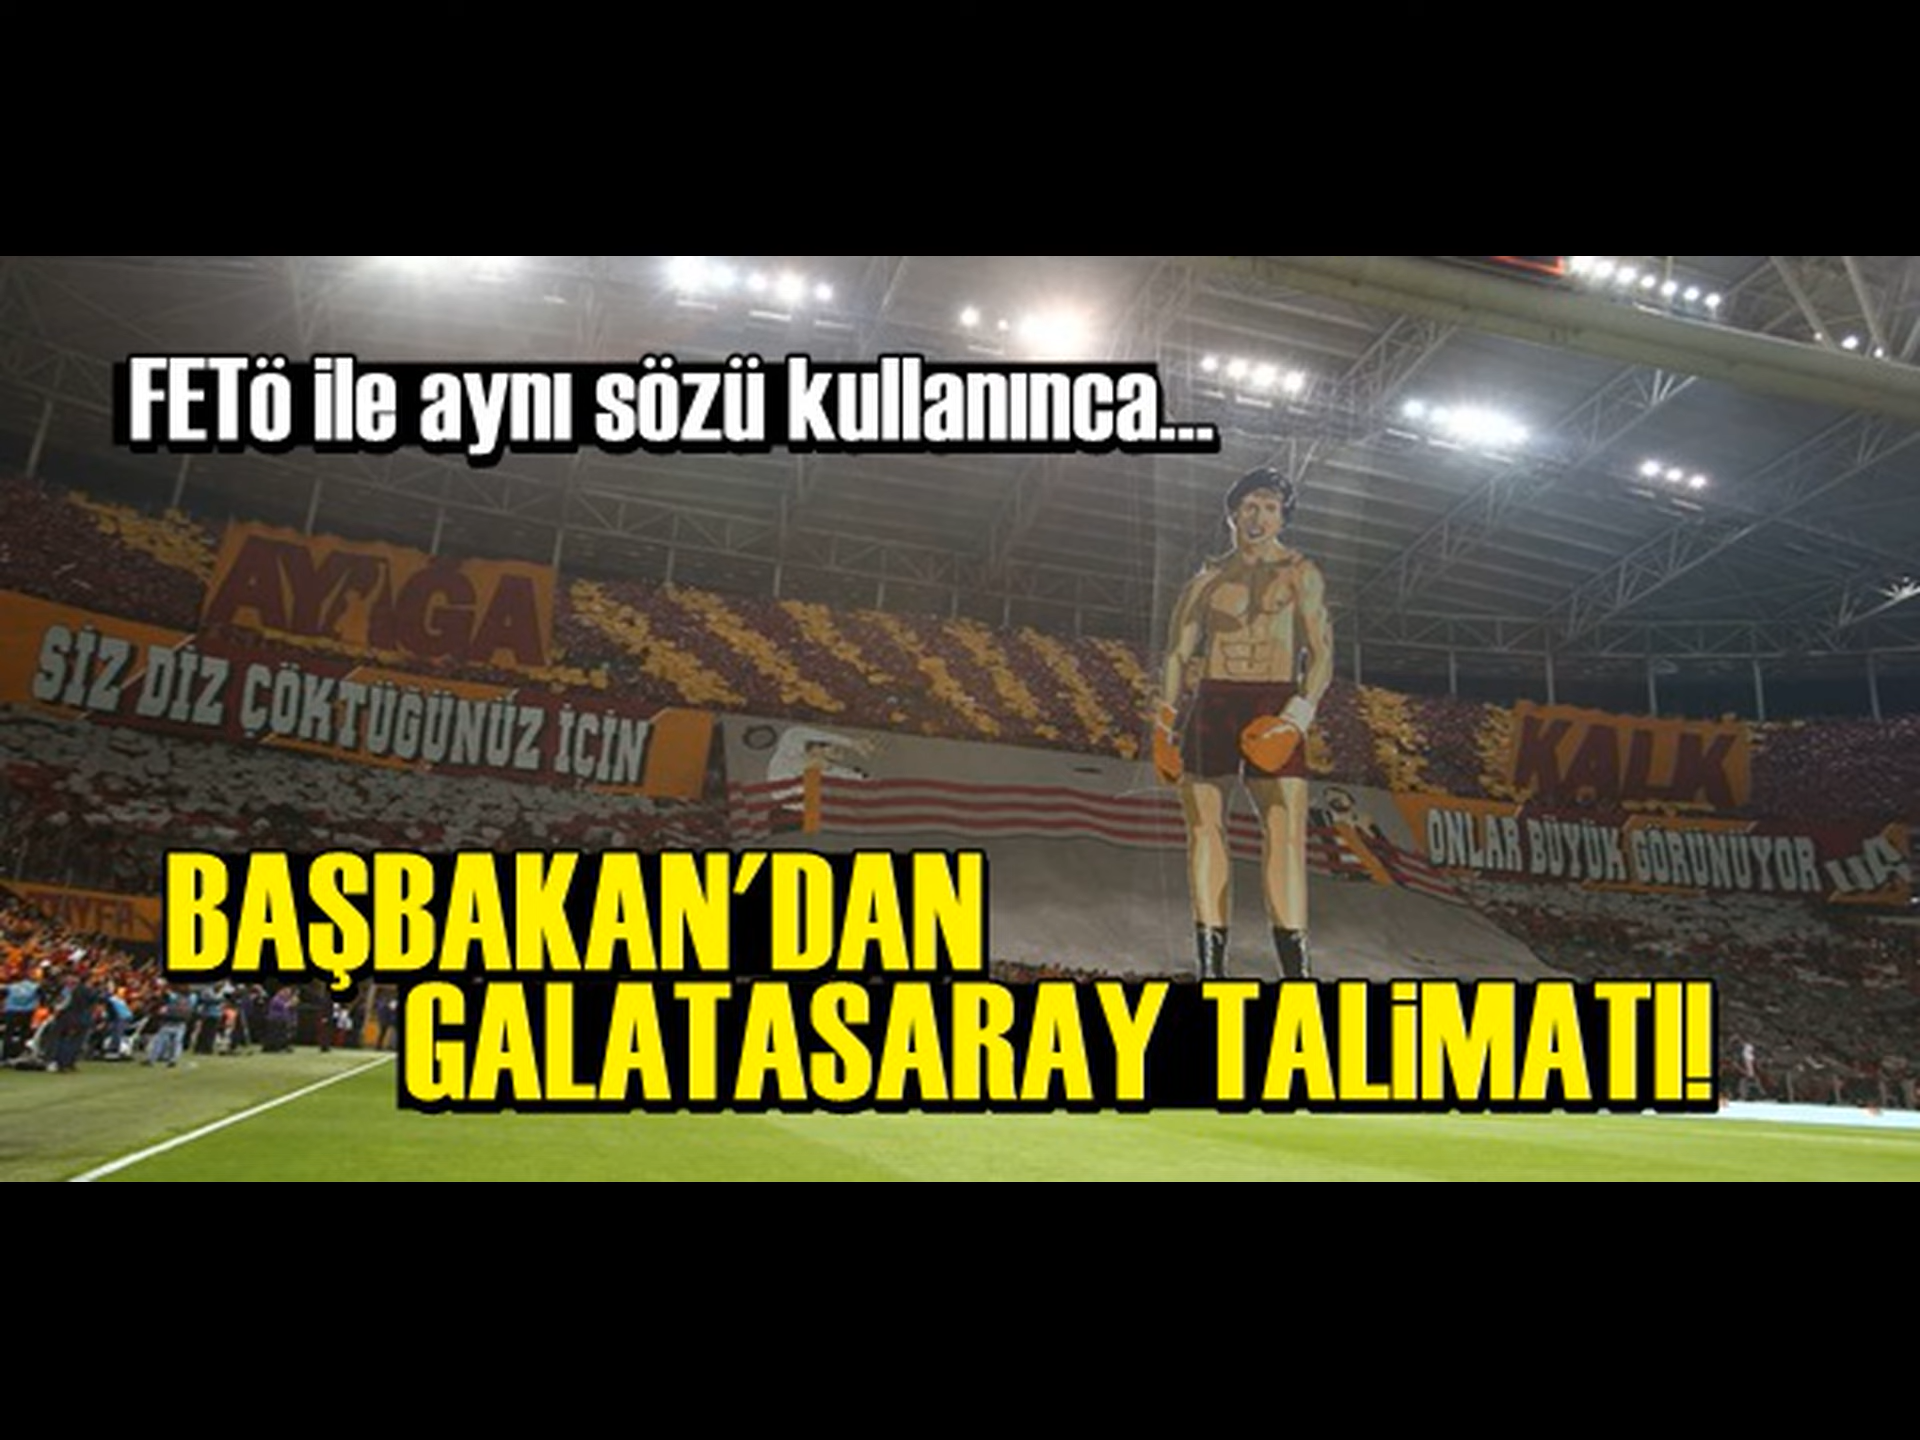 FETÖ ile aynı sözü kullanınca...
AYAĞA
KALK
SİZ DİZ ÇÖKTÜĞÜNÜZ İÇİN
ONLAR BÜYÜK GÖRÜNÜYOR
BAŞBAKAN'DAN
GALATASARAY TALİMATI!